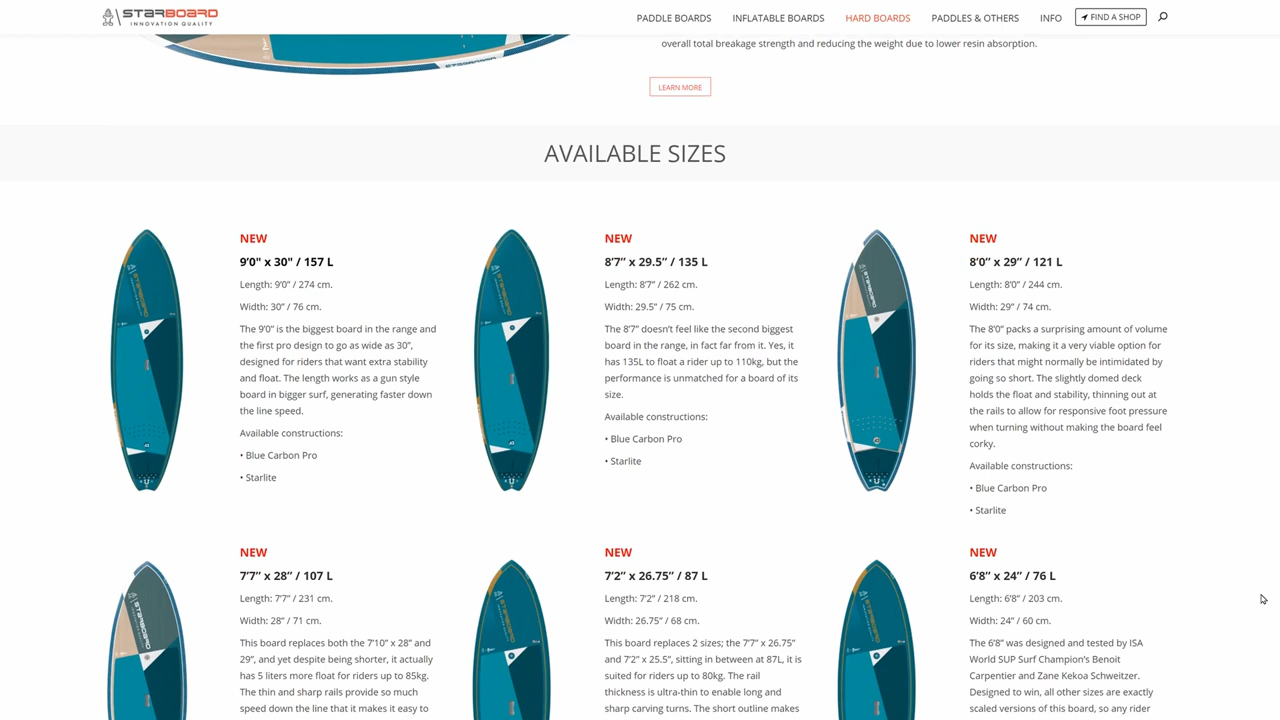 STARBOARD
INNOVATION QUALITY
PADDLE BOARDS
INFLATABLE BOARDS
HARD BOARDS
PADDLES & OTHERS
INFO
FIND A SHOP
overall total breakage strength and reducing the weight due to lower resin absorption.
LEARN MORE
AVAILABLE SIZES
NEW
9’0" x 30" / 157 L
Length: 9’0” / 274 cm.
Width: 30” / 76 cm.
The 9’0” is the biggest board in the range and
the first pro design to go as wide as 30”,
designed for riders that want extra stability
and float. The length works as a gun style
board in bigger surf, generating faster down
the line speed.
Available constructions:
• Blue Carbon Pro
• Starlite
NEW
8’7” x 29.5” / 135 L
Length: 8’7” / 262 cm.
Width: 29.5” / 75 cm.
The 8’7” doesn’t feel like the second biggest
board in the range, in fact far from it. Yes, it
has 135L to float a rider up to 110kg, but the
performance is unmatched for a board of its
size.
Available constructions:
• Blue Carbon Pro
• Starlite
NEW
8’0” x 29” / 121 L
Length: 8’0” / 244 cm.
Width: 29” / 74 cm.
The 8’0” packs a surprising amount of volume
for its size, making it a very viable option for
riders that might normally be intimidated by
going so short. The slightly domed deck
holds the float and stability, thinning out at
the rails to allow for responsive foot pressure
when turning without making the board feel
corky.
Available constructions:
• Blue Carbon Pro
• Starlite
NEW
7’7” x 28” / 107 L
Length: 7’7” / 231 cm.
Width: 28” / 71 cm.
This board replaces both the 7’10” x 28” and
29”, and yet despite being shorter, it actually
has 5 liters more float for riders up to 85kg.
The thin and sharp rails provide so much
speed down the line that it makes it easy to
NEW
7’2” x 26.75” / 87 L
Length: 7’2” / 218 cm.
Width: 26.75” / 68 cm.
This board replaces 2 sizes; the 7’7” x 26.75”
and 7’2” x 25.5”, sitting in between at 87L, it is
suited for riders up to 80kg. The rail
thickness is ultra-thin to enable long and
sharp carving turns. The short outline makes
NEW
6’8” x 24” / 76 L
Length: 6’8” / 203 cm.
Width: 24” / 60 cm.
The 6’8” was designed and tested by ISA
World SUP Surf Champion’s Benoit
Carpentier and Zane Kekoa Schweitzer.
Designed to win, all other sizes are exactly
scaled versions of this board, so any rider
STARBOARD
STARBOARD
STARBOARD
STARBOARD
STARBOARD
STARBOARD